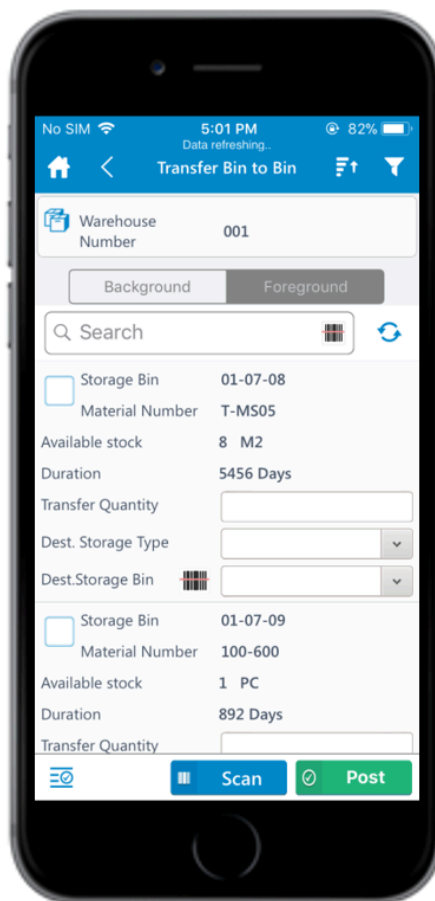 No SIM 5:01 PM 82%
Data refreshing..
Transfer Bin to Bin
Warehouse Number 001
Background Foreground
Search
Storage Bin 01-07-08
Material Number T-MS05
Available stock 8 M2
Duration 5456 Days
Transfer Quantity
Dest. Storage Type
Dest.Storage Bin
Storage Bin 01-07-09
Material Number 100-600
Available stock 1 PC
Duration 892 Days
Transfer Quantity
Scan Post